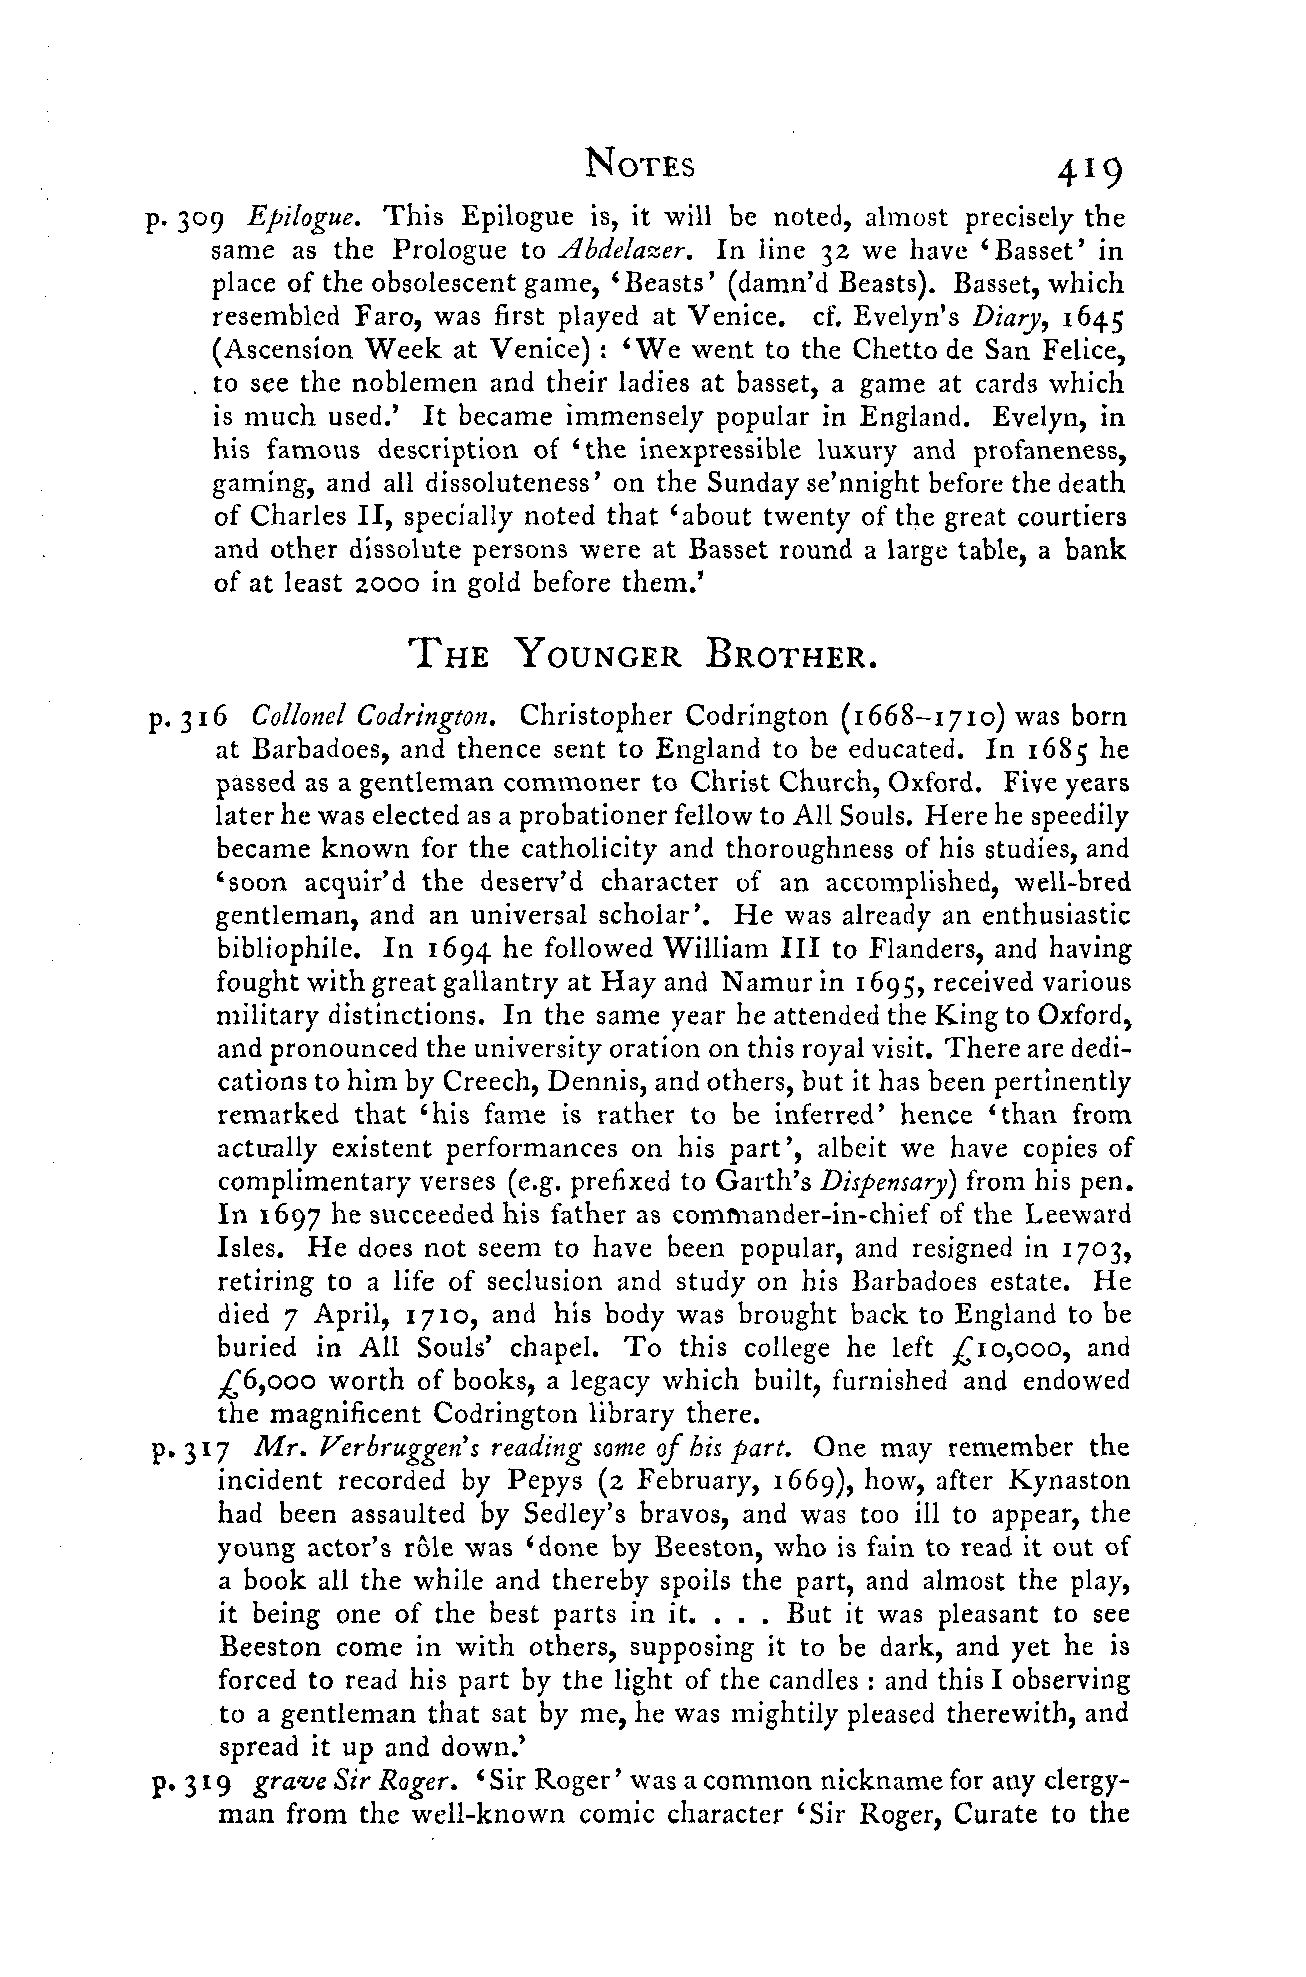 NOTES 419
p. 309 Epilogue. This Epilogue is, it will be noted, almost precisely the
same as the Prologue to Abdelazer. In line 32 we have ‘Basset’ in
place of the obsolescent game, ‘Beasts’ (damn’d Beasts). Basset, which
resembled Faro, was first played at Venice. cf. Evelyn’s Diary, 1645
(Ascension Week at Venice) : ‘We went to the Chetto de San Felice,
to see the noblemen and their ladies at basset, a game at cards which
is much used.’ It became immensely popular in England. Evelyn, in
his famous description of ‘the inexpressible luxury and profaneness,
gaming, and all dissoluteness’ on the Sunday se’nnight before the death
of Charles II, specially noted that ‘about twenty of the great courtiers
and other dissolute persons were at Basset round a large table, a bank
of at least 2000 in gold before them.’
THE YOUNGER BROTHER.
p. 316 Collonel Codrington. Christopher Codrington (1668–1710) was born
at Barbadoes, and thence sent to England to be educated. In 1685 he
passed as a gentleman commoner to Christ Church, Oxford. Five years
later he was elected as a probationer fellow to All Souls. Here he speedily
became known for the catholicity and thoroughness of his studies, and
‘soon acquir’d the deserv’d character of an accomplished, well-bred
gentleman, and an universal scholar’. He was already an enthusiastic
bibliophile. In 1694 he followed William III to Flanders, and having
fought with great gallantry at Hay and Namur in 1695, received various
military distinctions. In the same year he attended the King to Oxford,
and pronounced the university oration on this royal visit. There are dedi-
cations to him by Creech, Dennis, and others, but it has been pertinently
remarked that ‘his fame is rather to be inferred’ hence ‘than from
actually existent performances on his part’, albeit we have copies of
complimentary verses (e.g. prefixed to Garth’s Dispensary) from his pen.
In 1697 he succeeded his father as commander-in-chief of the Leeward
Isles. He does not seem to have been popular, and resigned in 1703,
retiring to a life of seclusion and study on his Barbadoes estate. He
died 7 April, 1710, and his body was brought back to England to be
buried in All Souls’ chapel. To this college he left £10,000, and
£6,000 worth of books, a legacy which built, furnished and endowed
the magnificent Codrington library there.
p. 317 Mr. Verbruggen’s reading some of his part. One may remember the
incident recorded by Pepys (2 February, 1669), how, after Kynaston
had been assaulted by Sedley’s bravos, and was too ill to appear, the
young actor’s rôle was ‘done by Beeston, who is fain to read it out of
a book all the while and thereby spoils the part, and almost the play,
it being one of the best parts in it. . . . But it was pleasant to see
Beeston come in with others, supposing it to be dark, and yet he is
forced to read his part by the light of the candles : and this I observing
to a gentleman that sat by me, he was mightily pleased therewith, and
spread it up and down.’
p. 319 grave Sir Roger. ‘Sir Roger’ was a common nickname for any clergy-
man from the well-known comic character ‘Sir Roger, Curate to the